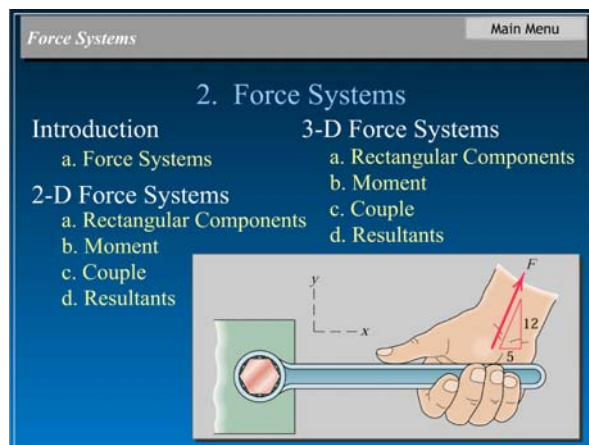 Force Systems
Main Menu
2. Force Systems
Introduction
a. Force Systems
2-D Force Systems
a. Rectangular Components
b. Moment
c. Couple
d. Resultants
3-D Force Systems
a. Rectangular Components
b. Moment
c. Couple
d. Resultants
y
x
F
12
5